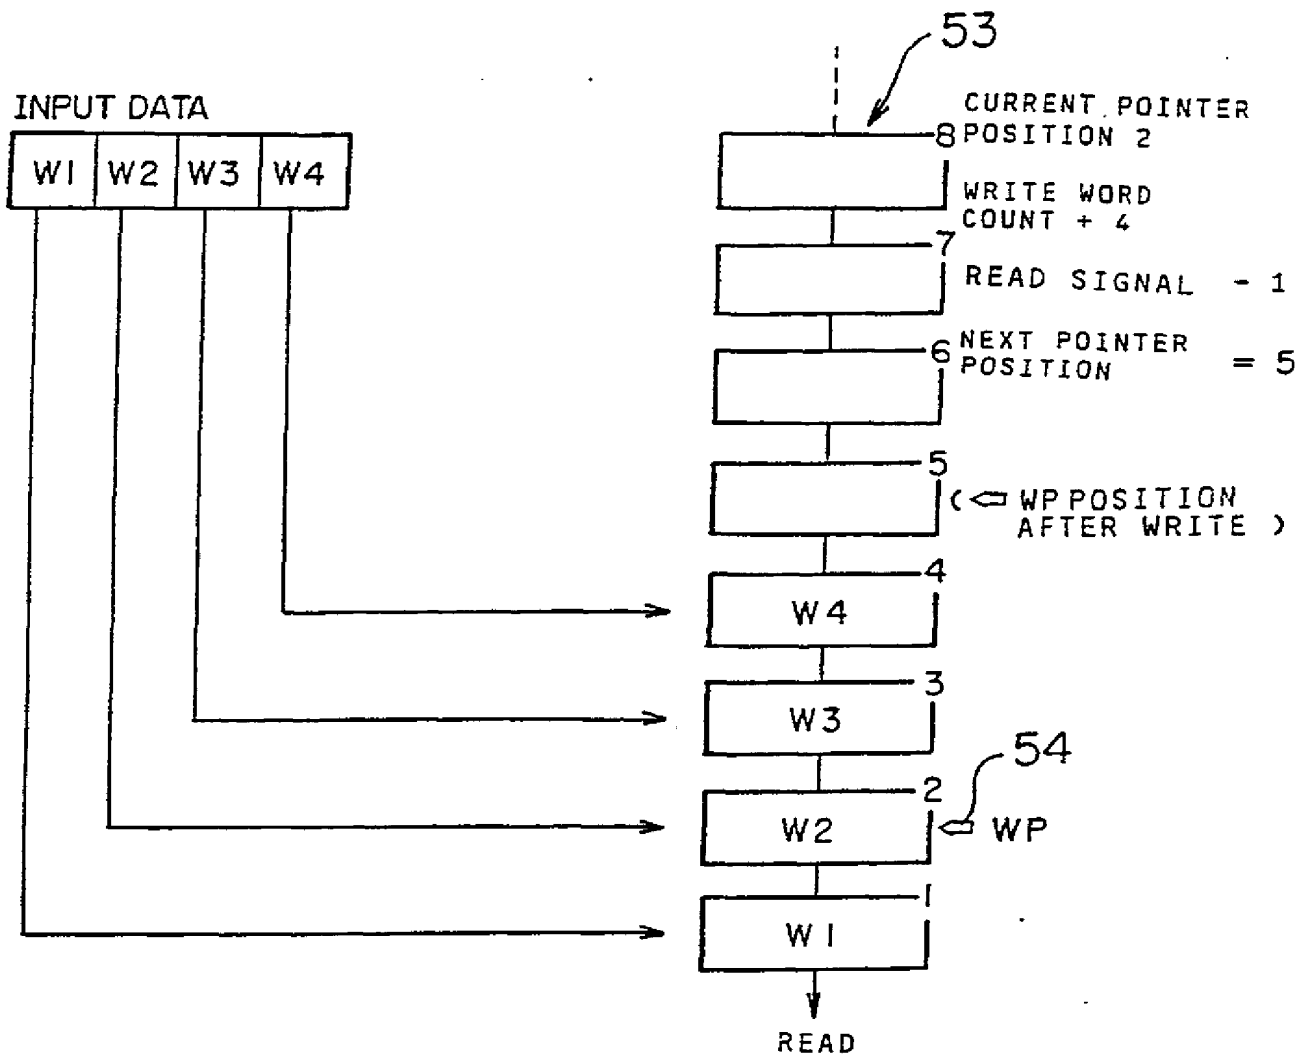 53
INPUT DATA
W1 W2 W3 W4
8 CURRENT POINTER
POSITION 2
WRITE WORD
COUNT + 4
7
READ SIGNAL - 1
6 NEXT POINTER
POSITION = 5
5
( WP POSITION
AFTER WRITE )
4
W4
3
W3
54
2
W2
WP
1
W1
READ